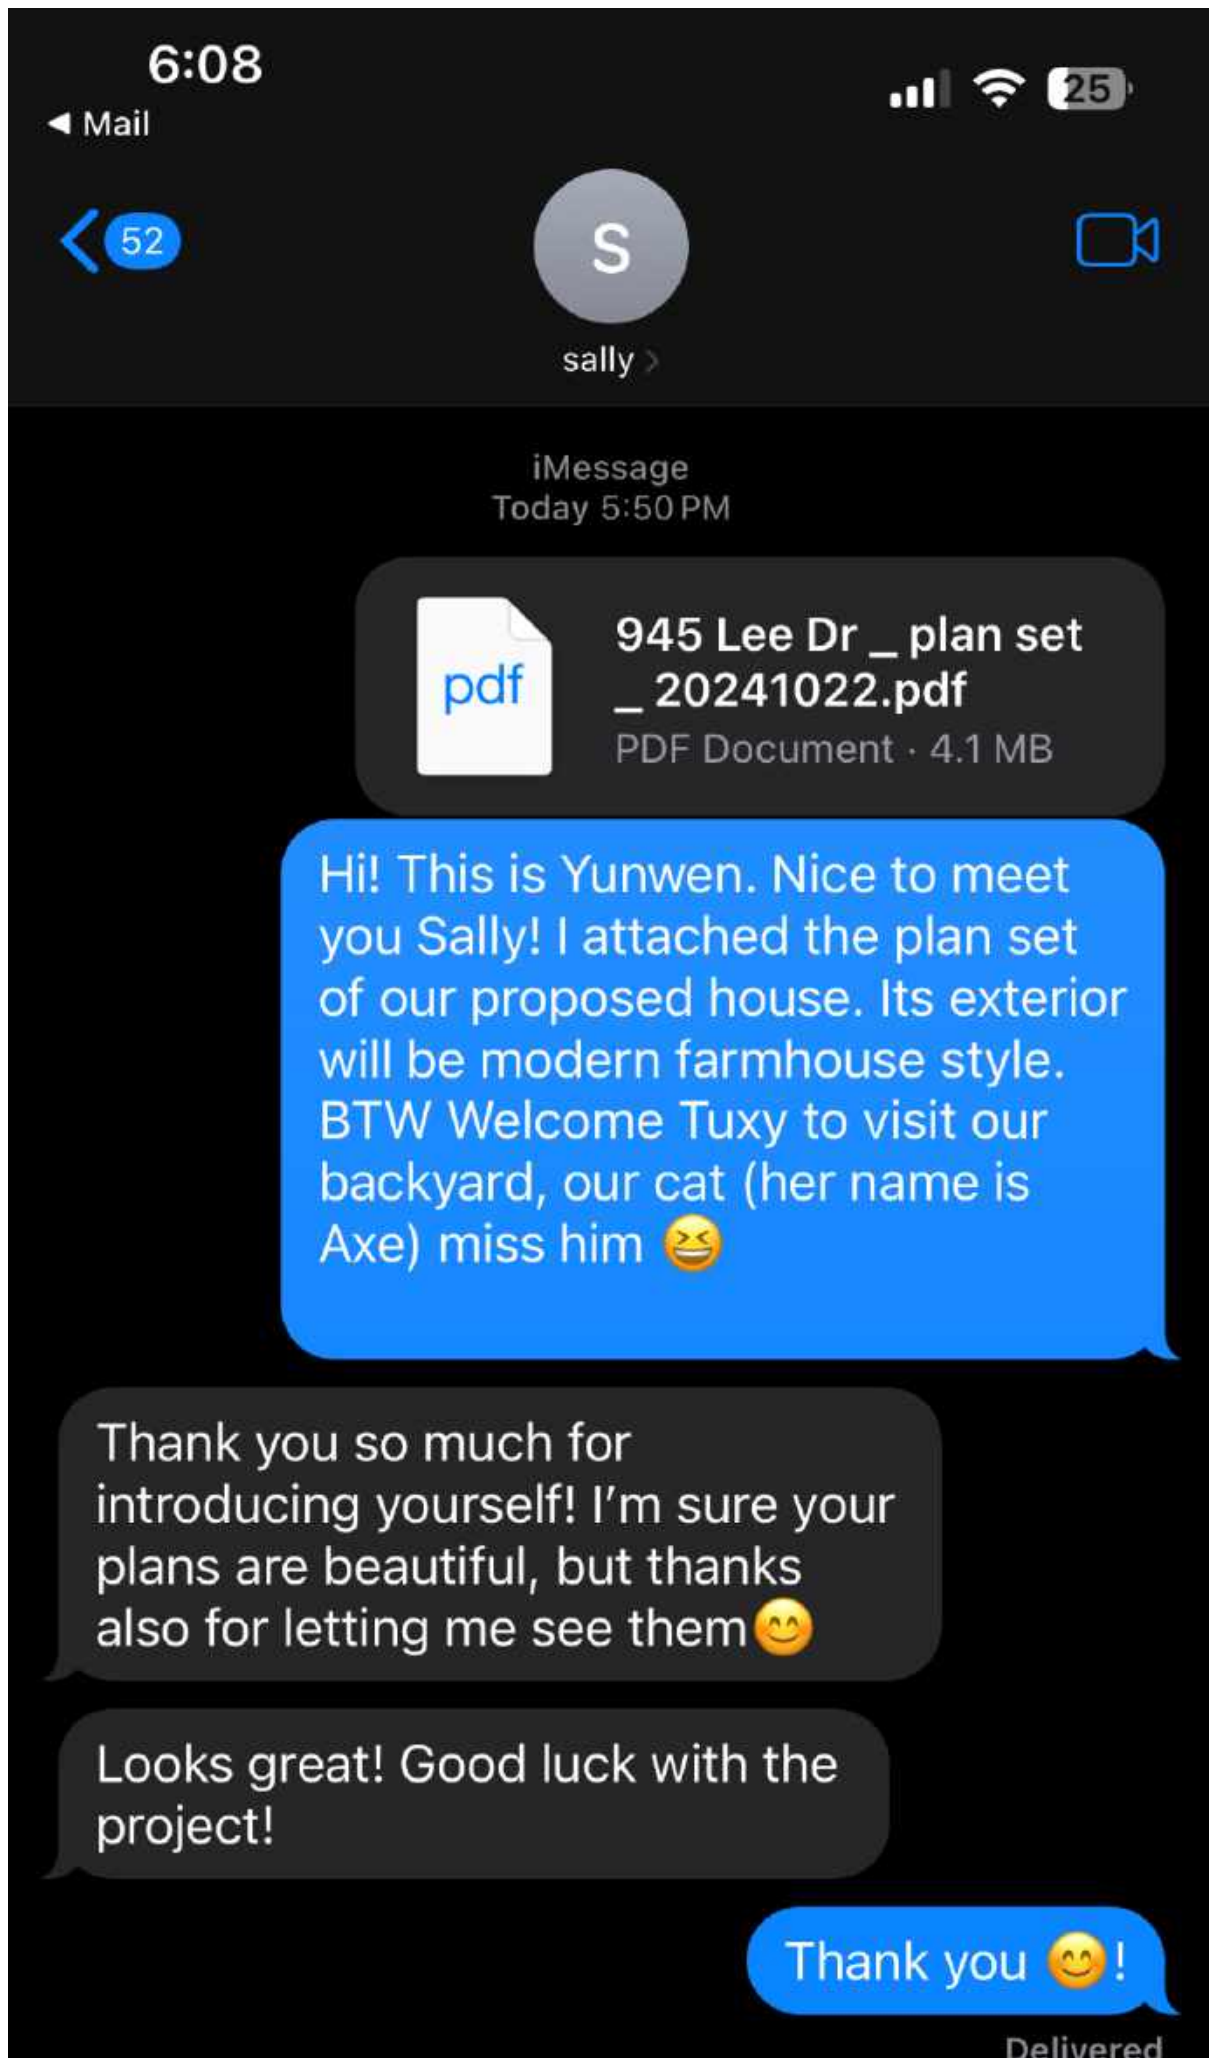 6:08
◀ Mail
25
52
S
sally
iMessage
Today 5:50 PM
pdf
945 Lee Dr _ plan set
_ 20241022.pdf
PDF Document · 4.1 MB
Hi! This is Yunwen. Nice to meet
you Sally! I attached the plan set
of our proposed house. Its exterior
will be modern farmhouse style.
BTW Welcome Tuxy to visit our
backyard, our cat (her name is
Axe) miss him 😆
Thank you so much for
introducing yourself! I’m sure your
plans are beautiful, but thanks
also for letting me see them😊
Looks great! Good luck with the
project!
Thank you 😊!
Delivered